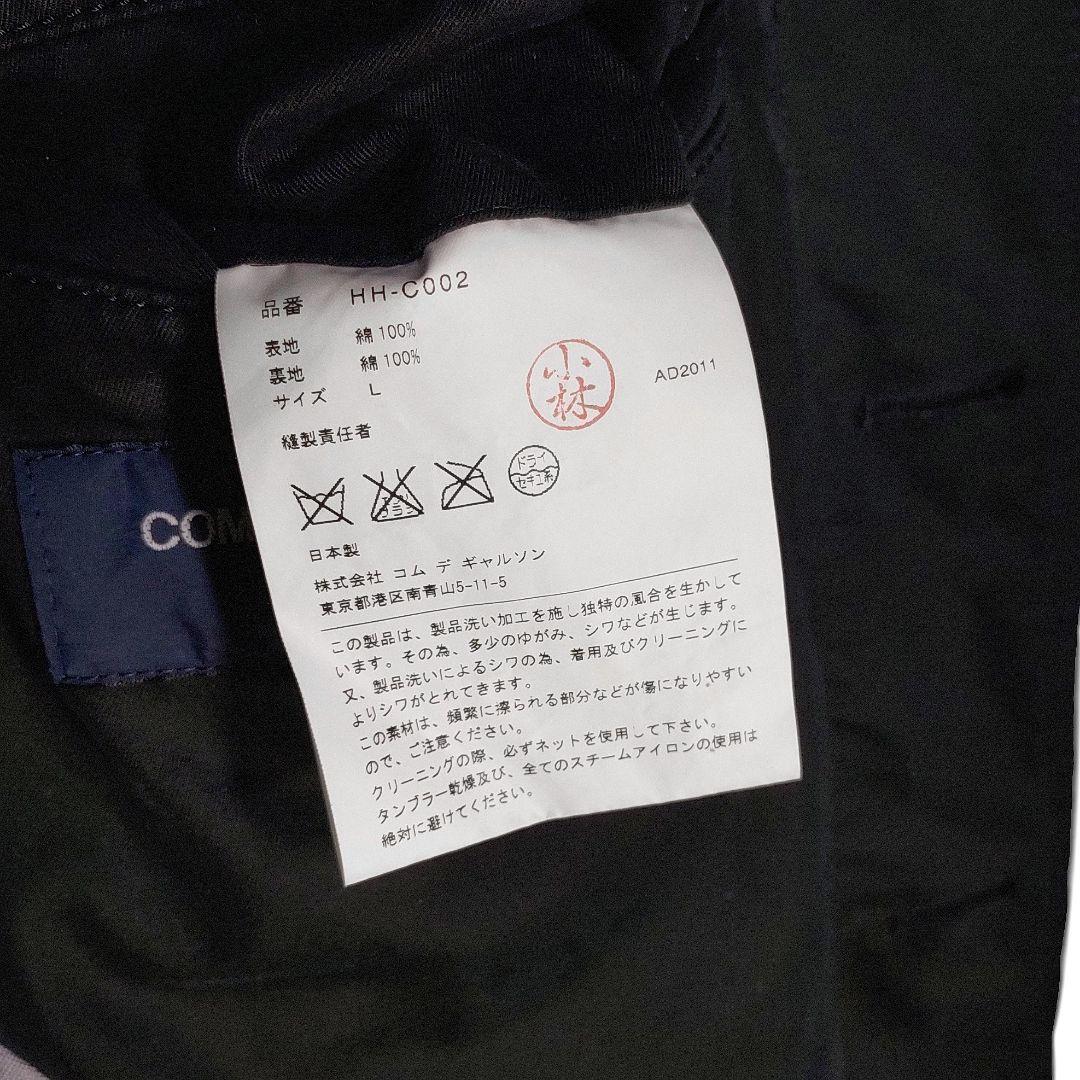 品番 HH-C002
表地 綿100%
裏地 綿100%
サイズ L
小林
AD2011
縫製責任者
ドライ
セキユ系
日本製
株式会社 コム デ ギャルソン
東京都港区南青山5-11-5
この製品は、製品洗い加工を施し独特の風合を生かして
います。その為、多少のゆがみ、シワなどが生じます。
又、製品洗いによるシワの為、着用及びクリーニングに
よりシワがとれてきます。
この素材は、頻繁に擦られる部分などが傷になりやすい
ので、ご注意ください。
クリーニングの際、必ずネットを使用して下さい。
タンブラー乾燥及び、全てのスチームアイロンの使用は
絶対に避けてください。
COM